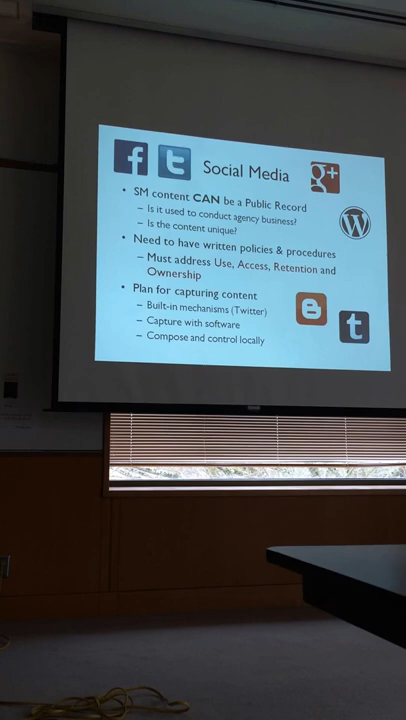 f t Social Media g+
• SM content CAN be a Public Record
– Is it used to conduct agency business?
– Is the content unique?
W
• Need to have written policies & procedures
– Must address Use, Access, Retention and
Ownership
• Plan for capturing content
– Built-in mechanisms (Twitter)
– Capture with software
– Compose and control locally
B
t